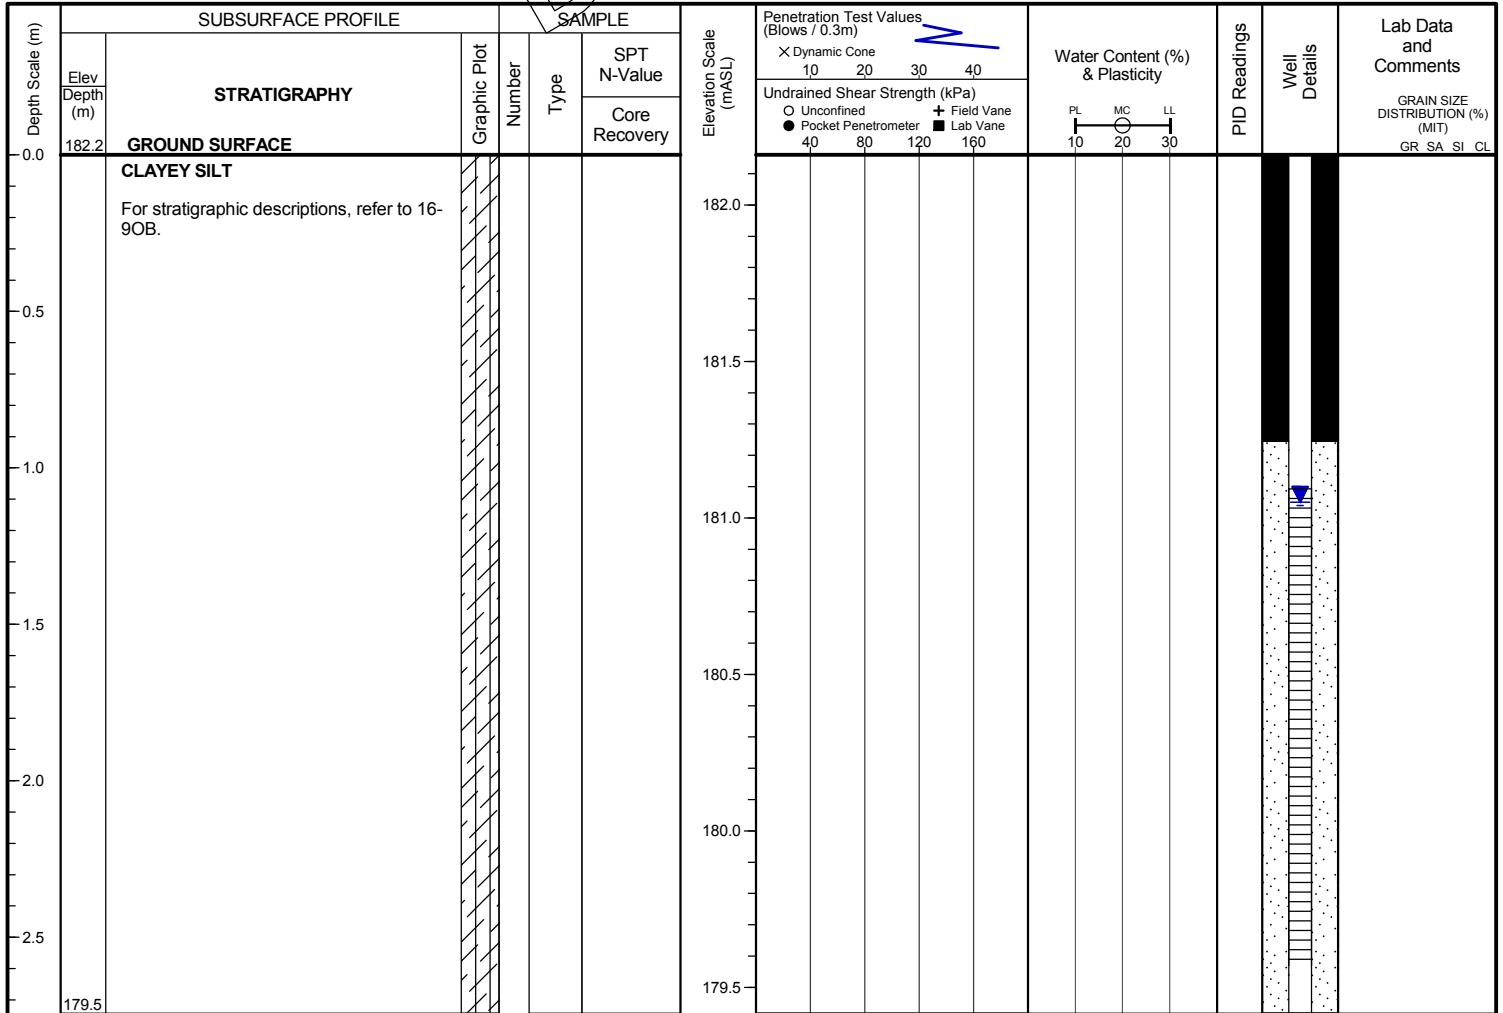 SUBSURFACE PROFILE
SAMPLE
Depth Scale (m)
Elev
Depth
(m)
STRATIGRAPHY
Graphic Plot
Number
Type
SPT
N-Value
Core
Recovery
Elevation Scale
(mASL)
Penetration Test Values
(Blows / 0.3m)
Dynamic Cone
10 20 30 40
Undrained Shear Strength (kPa)
Unconfined
Field Vane
Pocket Penetrometer
Lab Vane
40 80 120 160
Water Content (%)
& Plasticity
PL MC LL
10 20 30
PID Readings
Well
Details
Lab Data
and
Comments
GRAIN SIZE
DISTRIBUTION (%)
(MIT)
GR SA SI CL
182.2 GROUND SURFACE
0.0
CLAYEY SILT
For stratigraphic descriptions, refer to 16-
9OB.
0.5
1.0
1.5
2.0
2.5
179.5
182.0
181.5
181.0
180.5
180.0
179.5